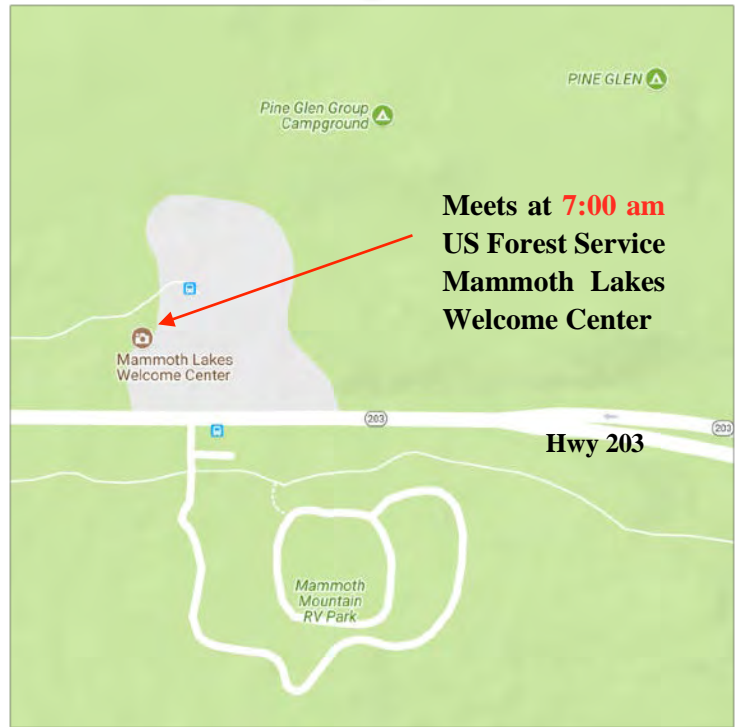 PINE GLEN
Pine Glen Group
Campground
Meets at 7:00 am
US Forest Service
Mammoth Lakes
Welcome Center
Mammoth Lakes
Welcome Center
203
203
Hwy 203
Mammoth
Mountain
RV Park